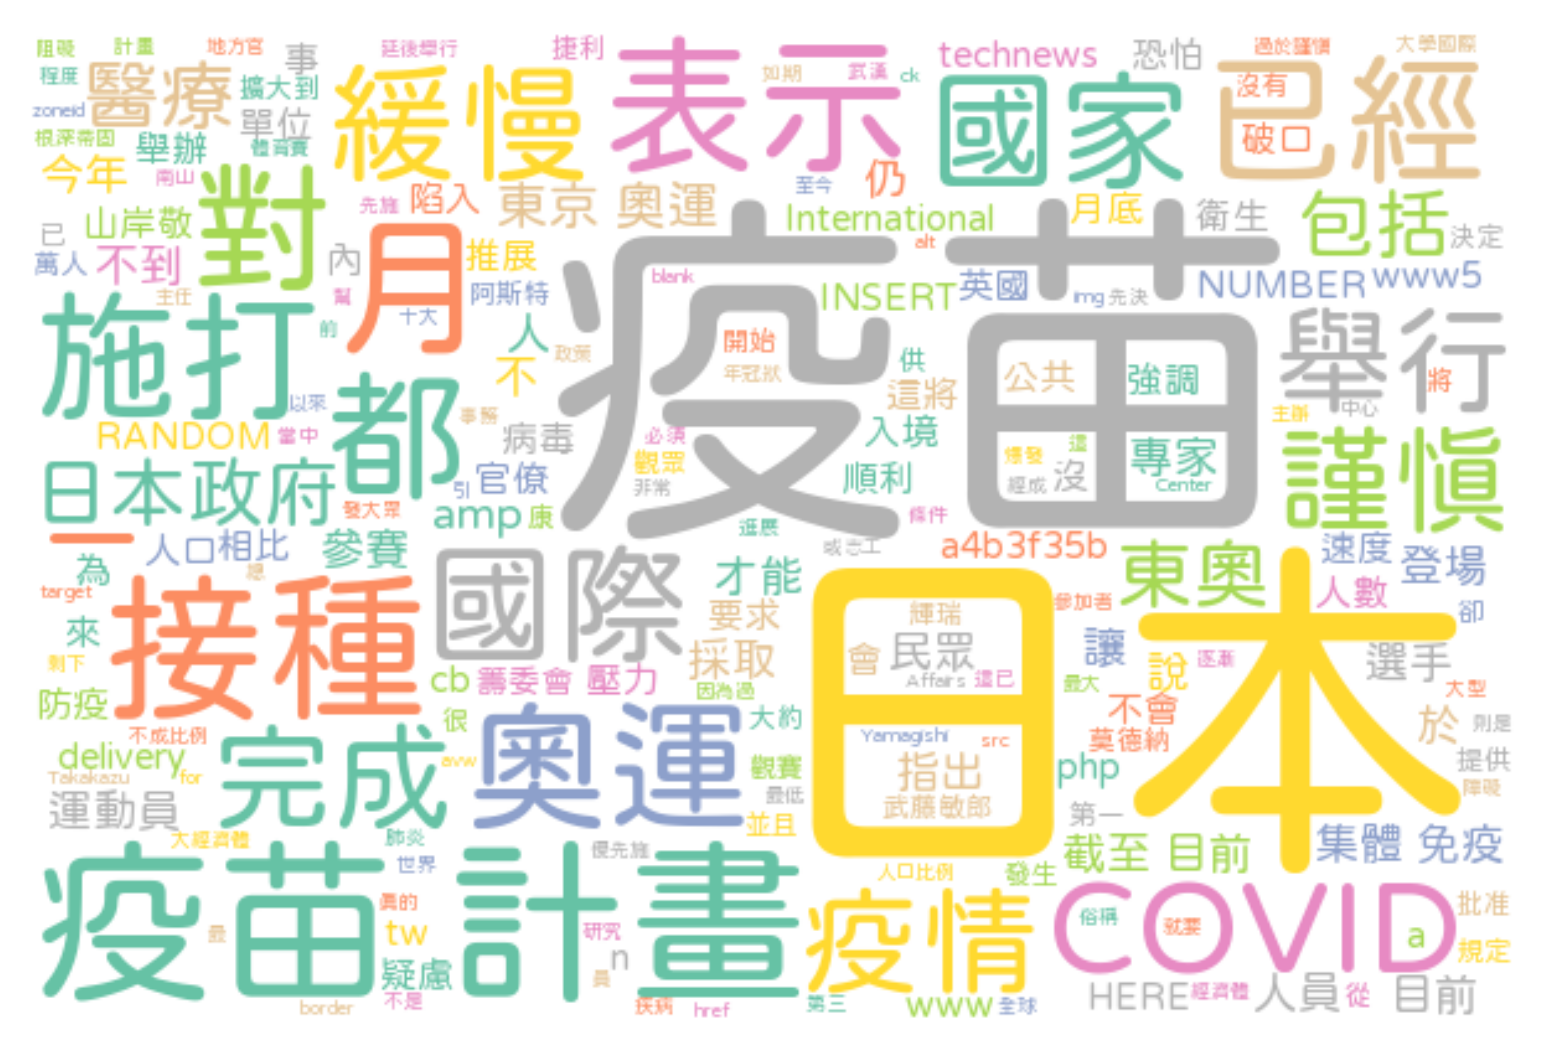 阻礙 計畫 地方官 事 延後舉行 捷利 表示 technews 恐怕 過於謹慎 大學國際
程度 醫療 擴大到 緩慢 如期 武漢 ck 國家 沒有 已經
zoneid 單位 破口
根深蒂固 舉辦 體育賽
今年 南山 對 先施 陷入 東京 奧運 至今 仍 月底 衛生 包括
已 山岸敬 內 月 推展 International alt 決定
萬人 不到 主任 幫 阿斯特 blank INSERT 英國 img 先決 NUMBER www5
施打 前 十大 人 疫苗 開始 供 公共 強調 舉行 將
以來 都 不 政策 年冠狀 這將 主辦 中心
RANDOM 當中 事務 病毒 必須 入境 爆發 這 專家 謹慎
日本政府 引 官僚 觀眾 非常 順利 經成 沒 Center
發大眾 amp 康 進展 條件
一 人口相比 參賽 或志工 a4b3f35b 東奧 速度 登場
為 總 國際 才能 日本 人數
target 接種 要求 輝瑞 參加者 卻
來 採取 會 民眾 讓 說 逐漸 選手
剩下 cb 籌委會 壓力 因為過 Affairs 這已 最大 大型
防疫 很 奧運 大約 不會 於 則是
不成比例 完成 Yamagishi src 莫德納
delivery avw 觀賽 指出 php 提供
Takakazu for 最低 武藤敏郎 障礙
運動員 並且 第一
大經濟體 肺炎 優先施 截至 目前 集體 免疫
疫苗 世界 計畫 人口比例 發生
真的 疫情 COVID 俗稱 就要 a 批准
最 tw 研究 規定
疑慮 n 員
border 不是 疾病 href 第三 www 全球 HERE 經濟體 人員 從 目前